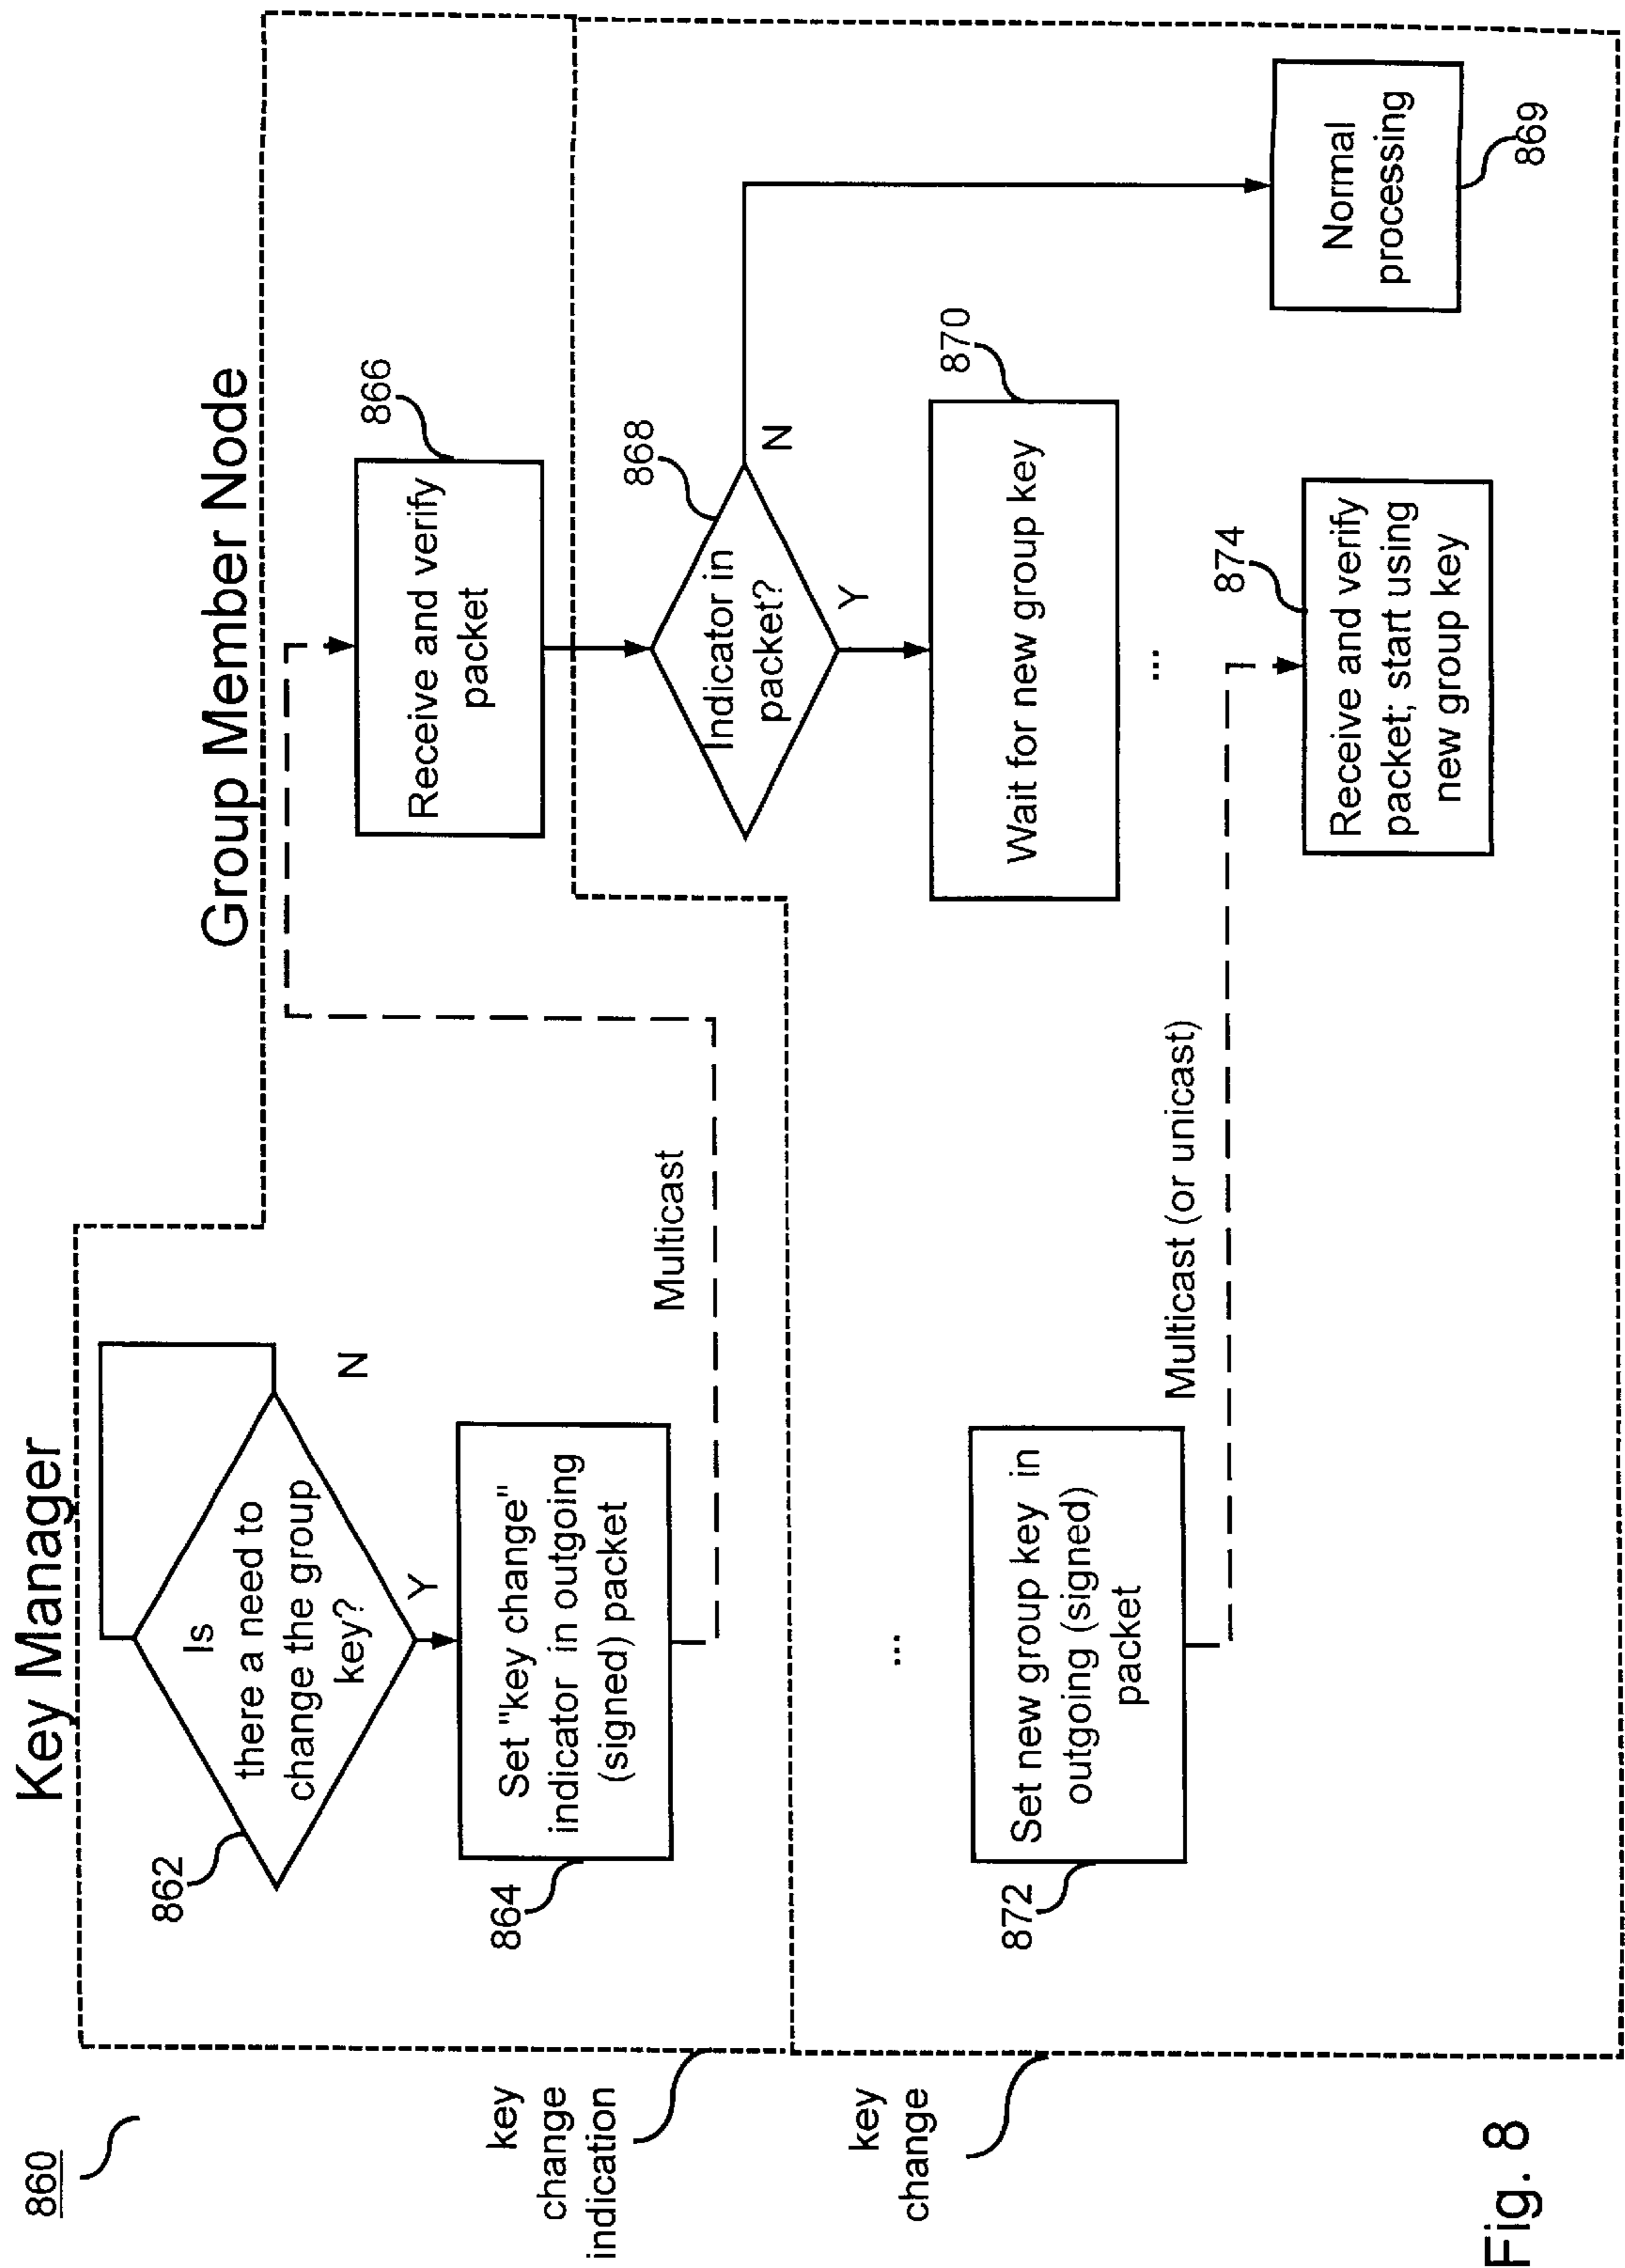 860
Key Manager
Group Member Node
862
Is
there a need to
change the group
key?
N
Y
864
Set "key change"
indicator in outgoing
(signed) packet
Multicast
866
Receive and verify
packet
868
Indicator in
packet?
N
Y
870
Wait for new group key
...
Normal
processing
869
key
change
indication
key
change
...
872
Set new group key in
outgoing (signed)
packet
Multicast (or unicast)
874
Receive and verify
packet; start using
new group key
Fig. 8